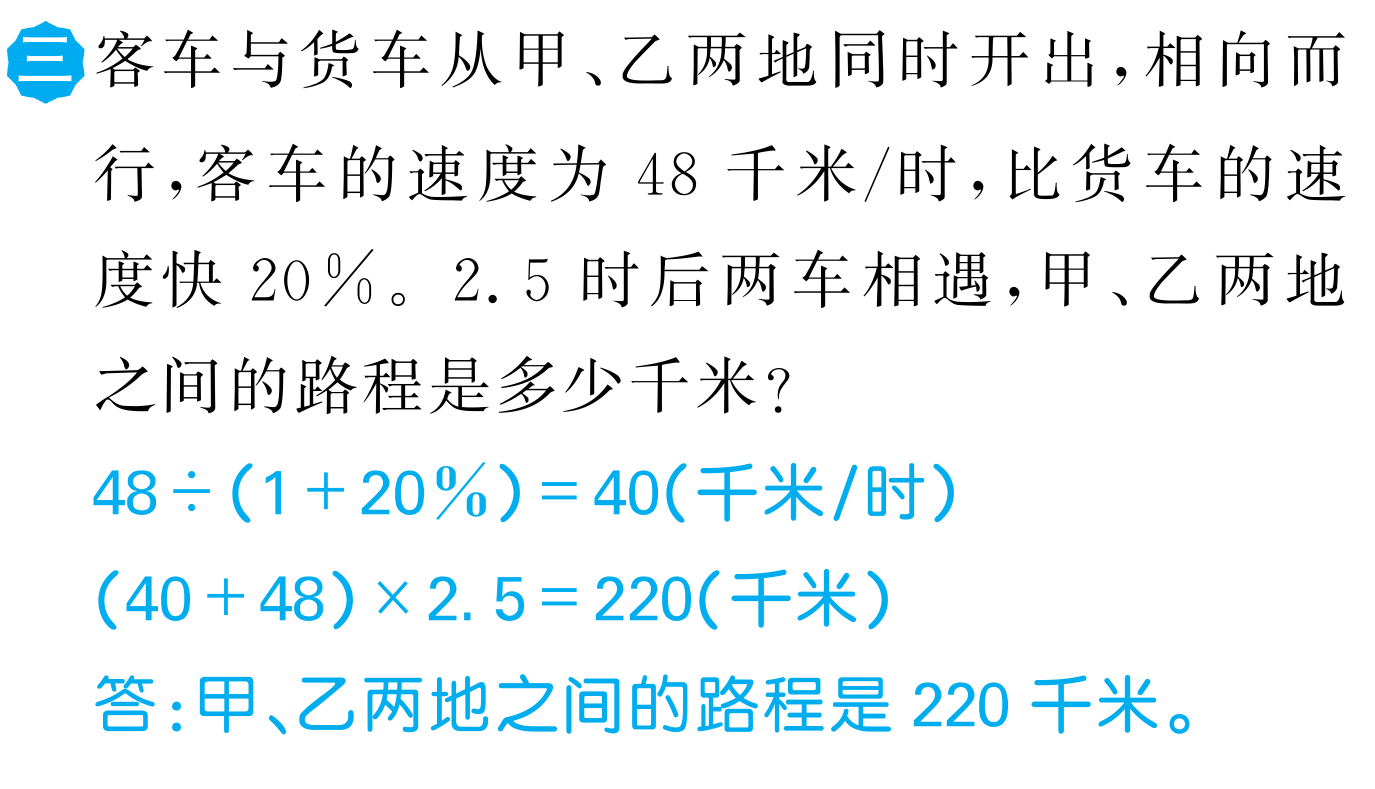 三 客车与货车从甲、乙两地同时开出,相向而
行,客车的速度为 48 千米/时,比货车的速
度快 20%。2.5 时后两车相遇,甲、乙两地
之间的路程是多少千米?
48÷(1+20%)=40(千米/时)
(40+48)×2.5=220(千米)
答:甲、乙两地之间的路程是 220 千米。